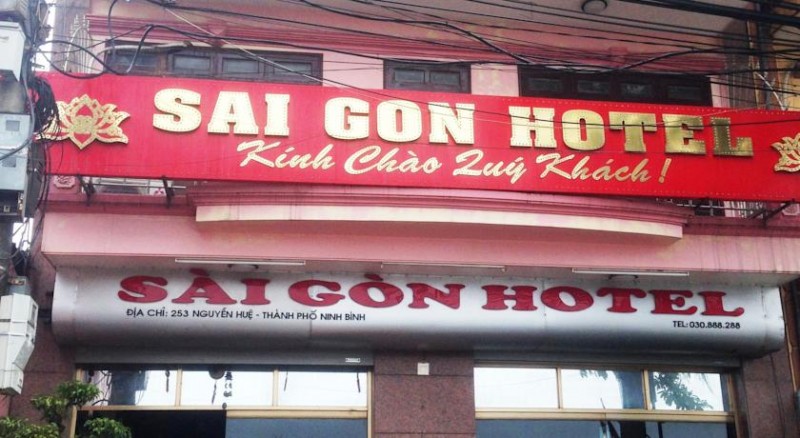 SAI GON HOTEL
Kính Chào Quý Khách!
SÀI GÒN HOTEL
ĐỊA CHỈ: 253 NGUYỄN HUỆ - THÀNH PHỐ NINH BÌNH
TEL: 030.888.288